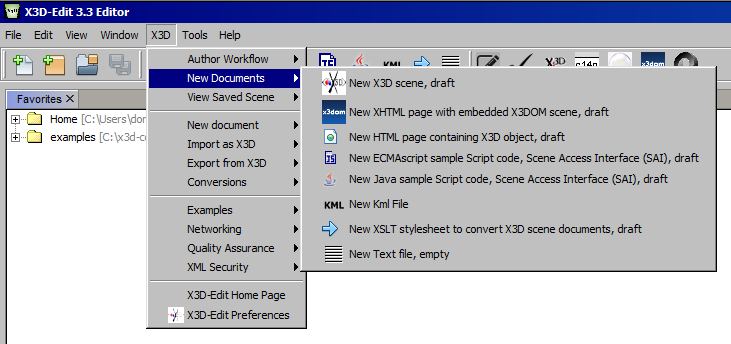 X3D-Edit 3.3 Editor
File Edit View Window X3D Tools Help
Favorites
Home [C:\Users\dor
examples [C:\x3d-c
Author Workflow
New Documents
View Saved Scene
New document
Import as X3D
Export from X3D
Conversions
Examples
Networking
Quality Assurance
XML Security
X3D-Edit Home Page
X3D-Edit Preferences
JS KML X3D c14n x3dom
New X3D scene, draft
x3dom New XHTML page with embedded X3DOM scene, draft
New HTML page containing X3D object, draft
JS New ECMAscript sample Script code, Scene Access Interface (SAI), draft
New Java sample Script code, Scene Access Interface (SAI), draft
KML New Kml File
New XSLT stylesheet to convert X3D scene documents, draft
New Text file, empty